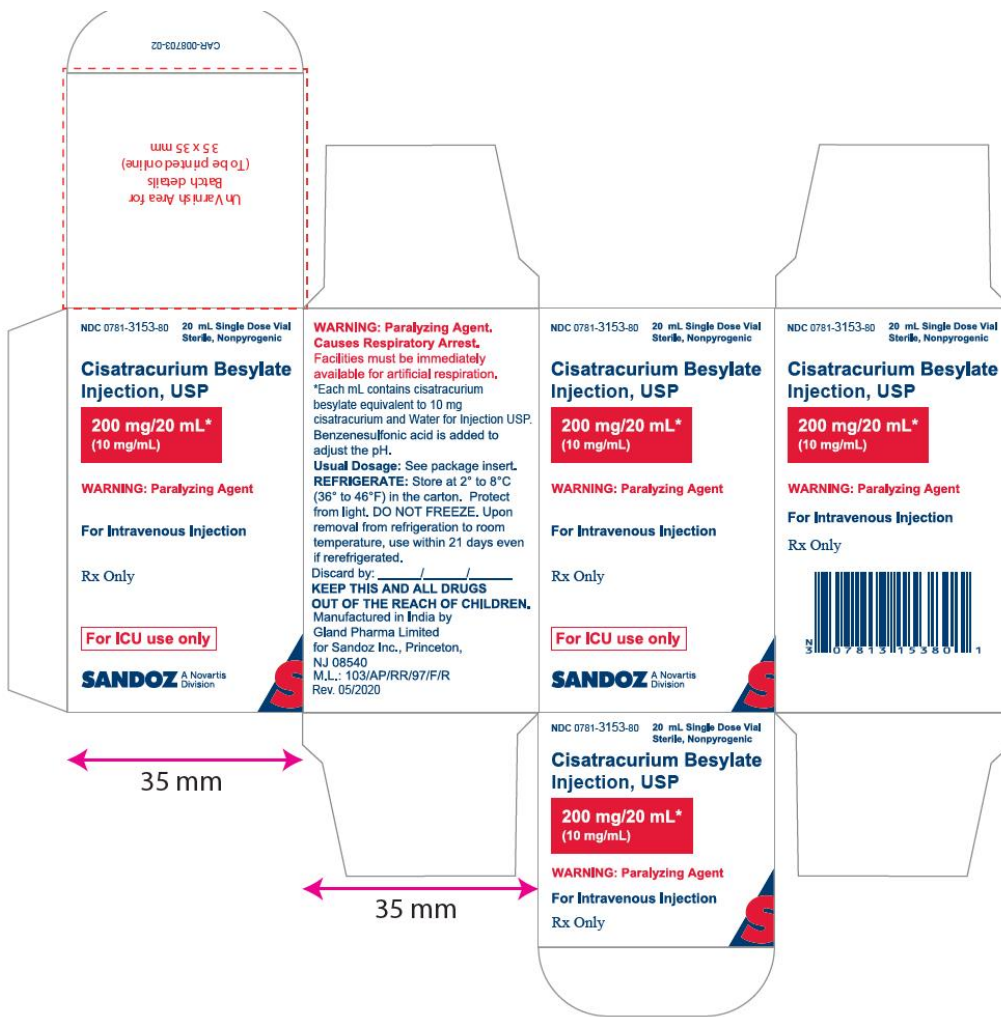 CAR-008703-02
Un Varnish Area for
Batch details
(To be printed online)
35 x 35 mm
NDC 0781-3153-80 20 mL Single Dose Vial
Sterile, Nonpyrogenic
Cisatracurium Besylate
Injection, USP
200 mg/20 mL*
(10 mg/mL)
WARNING: Paralyzing Agent
For Intravenous Injection
Rx Only
For ICU use only
SANDOZ A Novartis
Division
S
WARNING: Paralyzing Agent.
Causes Respiratory Arrest.
Facilities must be immediately
available for artificial respiration.
*Each mL contains cisatracurium
besylate equivalent to 10 mg
cisatracurium and Water for Injection USP.
Benzenesulfonic acid is added to
adjust the pH.
Usual Dosage: See package insert.
REFRIGERATE: Store at 2° to 8°C
(36° to 46°F) in the carton. Protect
from light. DO NOT FREEZE. Upon
removal from refrigeration to room
temperature, use within 21 days even
if rerefrigerated.
Discard by: ______/______/______
KEEP THIS AND ALL DRUGS
OUT OF THE REACH OF CHILDREN.
Manufactured in India by
Gland Pharma Limited
for Sandoz Inc., Princeton,
NJ 08540
M.L.: 103/AP/RR/97/F/R
Rev. 05/2020
NDC 0781-3153-80 20 mL Single Dose Vial
Sterile, Nonpyrogenic
Cisatracurium Besylate
Injection, USP
200 mg/20 mL*
(10 mg/mL)
WARNING: Paralyzing Agent
For Intravenous Injection
Rx Only
For ICU use only
SANDOZ A Novartis
Division
S
NDC 0781-3153-80 20 mL Single Dose Vial
Sterile, Nonpyrogenic
Cisatracurium Besylate
Injection, USP
200 mg/20 mL*
(10 mg/mL)
WARNING: Paralyzing Agent
For Intravenous Injection
Rx Only
N
3 07813 15380 1
35 mm
35 mm
NDC 0781-3153-80 20 mL Single Dose Vial
Sterile, Nonpyrogenic
Cisatracurium Besylate
Injection, USP
200 mg/20 mL*
(10 mg/mL)
WARNING: Paralyzing Agent
For Intravenous Injection
Rx Only
S